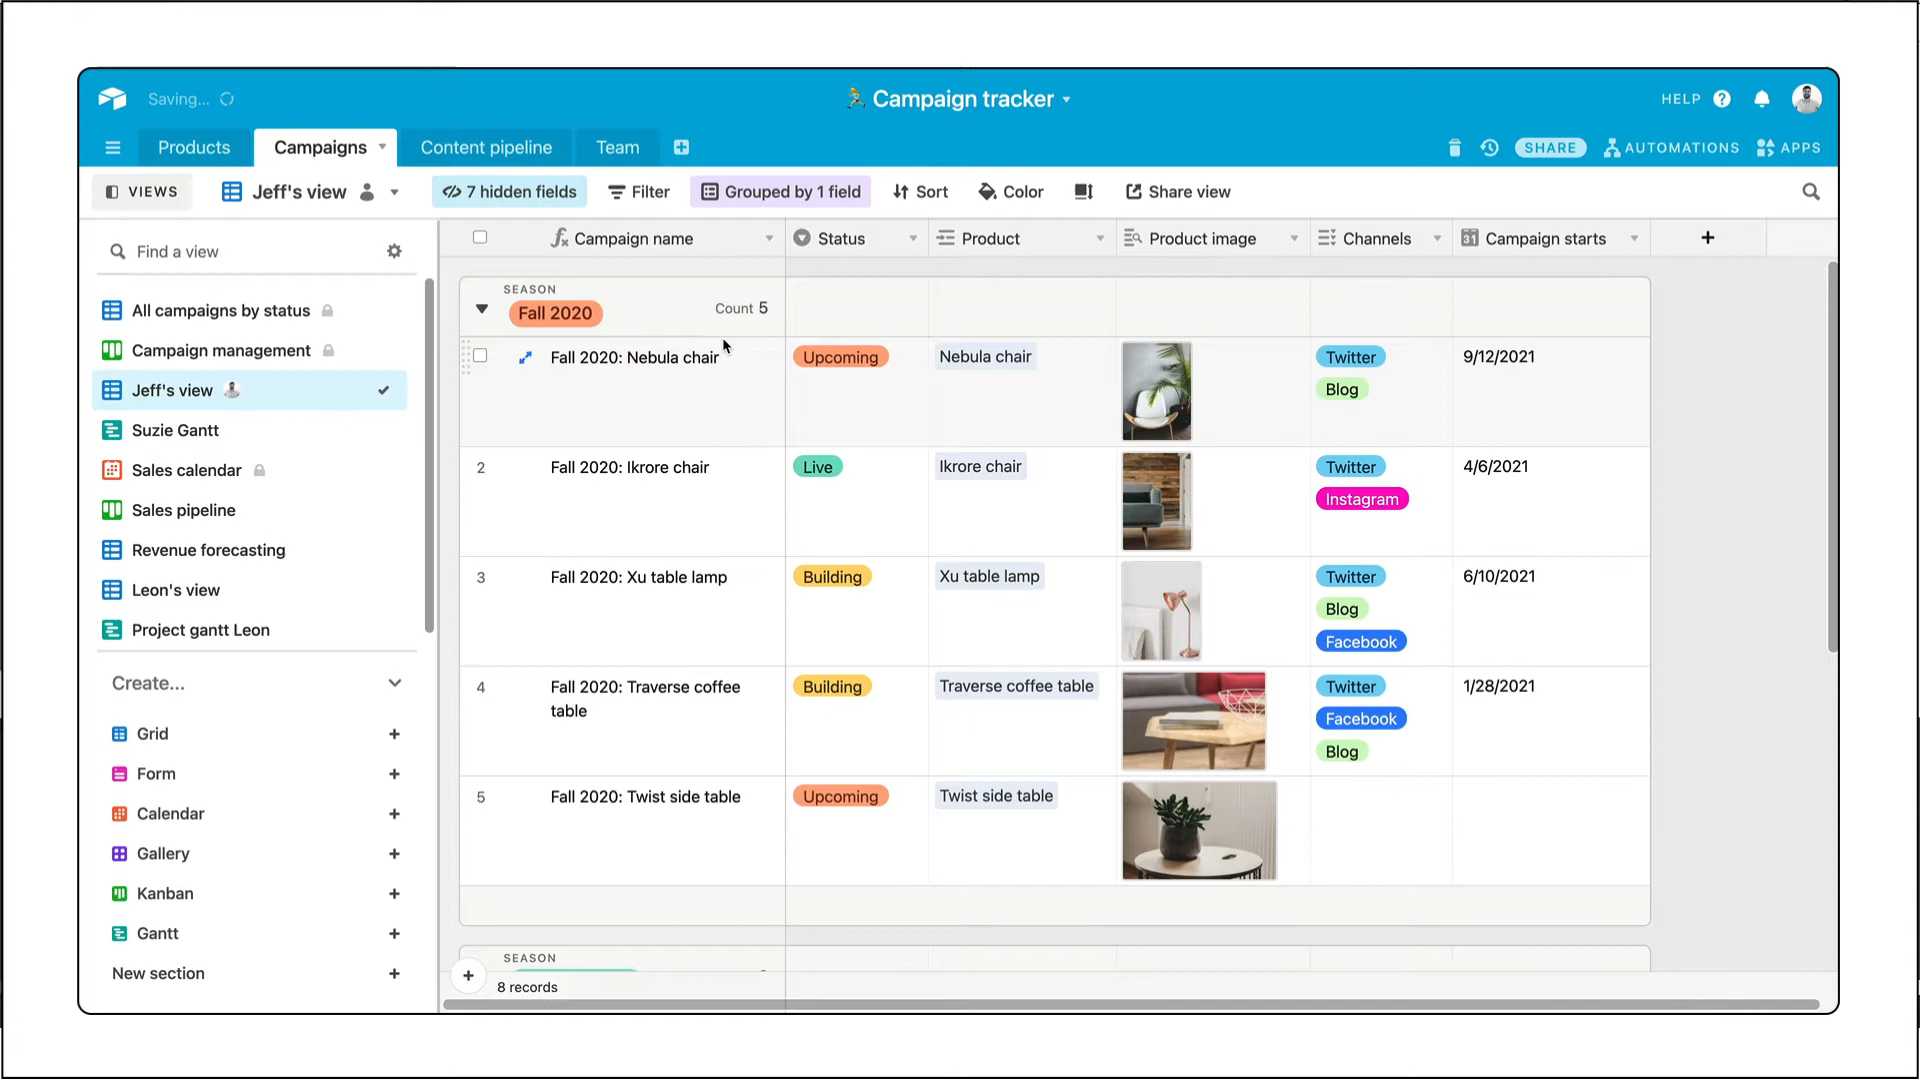 Saving...
Campaign tracker
HELP
Products
Campaigns
Content pipeline
Team
SHARE
AUTOMATIONS
APPS
VIEWS
Jeff's view
7 hidden fields
Filter
Grouped by 1 field
Sort
Color
Share view
Find a view
All campaigns by status
Campaign management
Jeff's view
Suzie Gantt
Sales calendar
Sales pipeline
Revenue forecasting
Leon's view
Project gantt Leon
Create...
Grid
Form
Calendar
Gallery
Kanban
Gantt
New section
Campaign name
Status
Product
Product image
Channels
31
Campaign starts
SEASON
Fall 2020
Count 5
Fall 2020: Nebula chair
Upcoming
Nebula chair
Twitter
Blog
9/12/2021
2
Fall 2020: Ikrore chair
Live
Ikrore chair
Twitter
Instagram
4/6/2021
3
Fall 2020: Xu table lamp
Building
Xu table lamp
Twitter
Blog
Facebook
6/10/2021
4
Fall 2020: Traverse coffee
table
Building
Traverse coffee table
Twitter
Facebook
Blog
1/28/2021
5
Fall 2020: Twist side table
Upcoming
Twist side table
SEASON
8 records